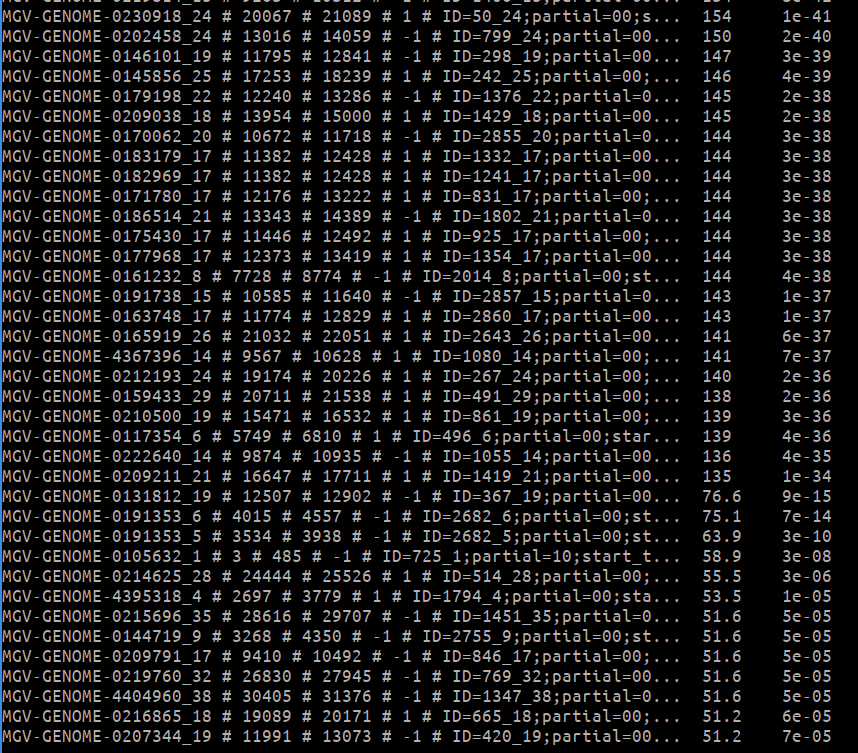 MGV-GENOME-0230918_24 # 20067 # 21089 # 1 # ID=50_24;partial=00;s... 154 1e-41
MGV-GENOME-0202458_24 # 13016 # 14059 # -1 # ID=799_24;partial=00... 150 2e-40
MGV-GENOME-0146101_19 # 11795 # 12841 # -1 # ID=298_19;partial=00... 147 3e-39
MGV-GENOME-0145856_25 # 17253 # 18239 # 1 # ID=242_25;partial=00;... 146 4e-39
MGV-GENOME-0179198_22 # 12240 # 13286 # -1 # ID=1376_22;partial=0... 145 2e-38
MGV-GENOME-0209038_18 # 13954 # 15000 # 1 # ID=1429_18;partial=00... 145 2e-38
MGV-GENOME-0170062_20 # 10672 # 11718 # -1 # ID=2855_20;partial=0... 144 3e-38
MGV-GENOME-0183179_17 # 11382 # 12428 # 1 # ID=1332_17;partial=00... 144 3e-38
MGV-GENOME-0182969_17 # 11382 # 12428 # 1 # ID=1241_17;partial=00... 144 3e-38
MGV-GENOME-0171780_17 # 12176 # 13222 # 1 # ID=831_17;partial=00;... 144 3e-38
MGV-GENOME-0186514_21 # 13343 # 14389 # -1 # ID=1802_21;partial=0... 144 3e-38
MGV-GENOME-0175430_17 # 11446 # 12492 # 1 # ID=925_17;partial=00;... 144 3e-38
MGV-GENOME-0177968_17 # 12373 # 13419 # 1 # ID=1354_17;partial=00... 144 3e-38
MGV-GENOME-0161232_8 # 7728 # 8774 # -1 # ID=2014_8;partial=00;st... 144 4e-38
MGV-GENOME-0191738_15 # 10585 # 11640 # -1 # ID=2857_15;partial=0... 143 1e-37
MGV-GENOME-0163748_17 # 11774 # 12829 # 1 # ID=2860_17;partial=00... 143 1e-37
MGV-GENOME-0165919_26 # 21032 # 22051 # 1 # ID=2643_26;partial=00... 141 6e-37
MGV-GENOME-4367396_14 # 9567 # 10628 # 1 # ID=1080_14;partial=00;... 141 7e-37
MGV-GENOME-0212193_24 # 19174 # 20226 # 1 # ID=267_24;partial=00;... 140 2e-36
MGV-GENOME-0159433_29 # 20711 # 21538 # 1 # ID=491_29;partial=00;... 138 2e-36
MGV-GENOME-0210500_19 # 15471 # 16532 # 1 # ID=861_19;partial=00;... 139 3e-36
MGV-GENOME-0117354_6 # 5749 # 6810 # 1 # ID=496_6;partial=00;star... 139 4e-36
MGV-GENOME-0222640_14 # 9874 # 10935 # -1 # ID=1055_14;partial=00... 136 4e-35
MGV-GENOME-0209211_21 # 16647 # 17711 # 1 # ID=1419_21;partial=00... 135 1e-34
MGV-GENOME-0131812_19 # 12507 # 12902 # -1 # ID=367_19;partial=00... 76.6 9e-15
MGV-GENOME-0191353_6 # 4015 # 4557 # -1 # ID=2682_6;partial=00;st... 75.1 7e-14
MGV-GENOME-0191353_5 # 3534 # 3938 # -1 # ID=2682_5;partial=00;st... 63.9 3e-10
MGV-GENOME-0105632_1 # 3 # 485 # -1 # ID=725_1;partial=10;start_t... 58.9 3e-08
MGV-GENOME-0214625_28 # 24444 # 25526 # 1 # ID=514_28;partial=00;... 55.5 3e-06
MGV-GENOME-4395318_4 # 2697 # 3779 # 1 # ID=1794_4;partial=00;sta... 53.5 1e-05
MGV-GENOME-0215696_35 # 28616 # 29707 # -1 # ID=1451_35;partial=0... 51.6 5e-05
MGV-GENOME-0144719_9 # 3268 # 4350 # -1 # ID=2755_9;partial=00;st... 51.6 5e-05
MGV-GENOME-0209791_17 # 9410 # 10492 # -1 # ID=846_17;partial=00;... 51.6 5e-05
MGV-GENOME-0219760_32 # 26830 # 27945 # -1 # ID=769_32;partial=00... 51.6 5e-05
MGV-GENOME-4404960_38 # 30405 # 31376 # -1 # ID=1347_38;partial=0... 51.6 5e-05
MGV-GENOME-0216865_18 # 19089 # 20171 # 1 # ID=665_18;partial=00;... 51.2 6e-05
MGV-GENOME-0207344_19 # 11991 # 13073 # -1 # ID=420_19;partial=00... 51.2 7e-05